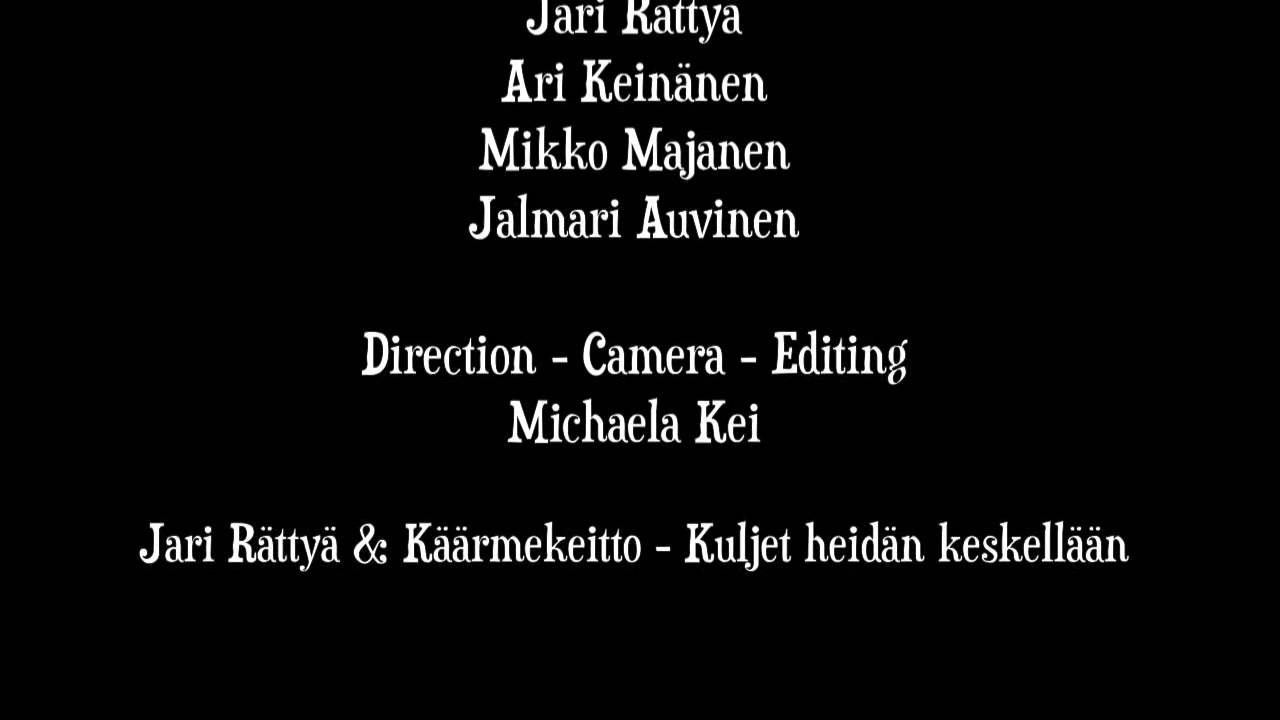 Jari Rättyä
Ari Keinänen
Mikko Majanen
Jalmari Auvinen
Direction - Camera - Editing
Michaela Kei
Jari Rättyä & Käärmekeitto - Kuljet heidän keskellään